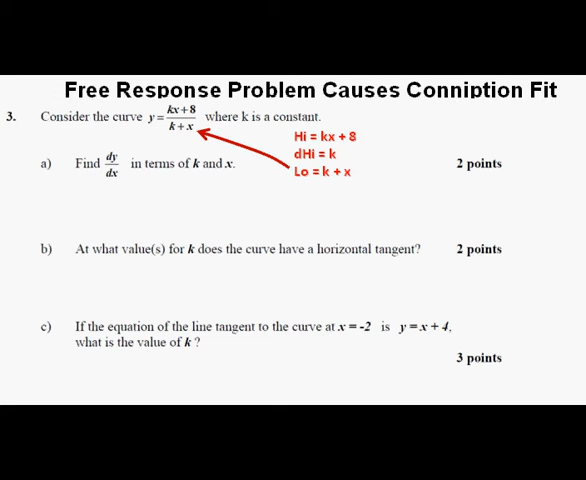 Free Response Problem Causes Conniption Fit
3. Consider the curve y = (kx+8)/(k+x) where k is a constant.
Hi = kx + 8
dHi = k
Lo = k + x
a) Find dy/dx in terms of k and x. 2 points
b) At what value(s) for k does the curve have a horizontal tangent? 2 points
c) If the equation of the line tangent to the curve at x = -2 is y = x + 4,
what is the value of k ?
3 points